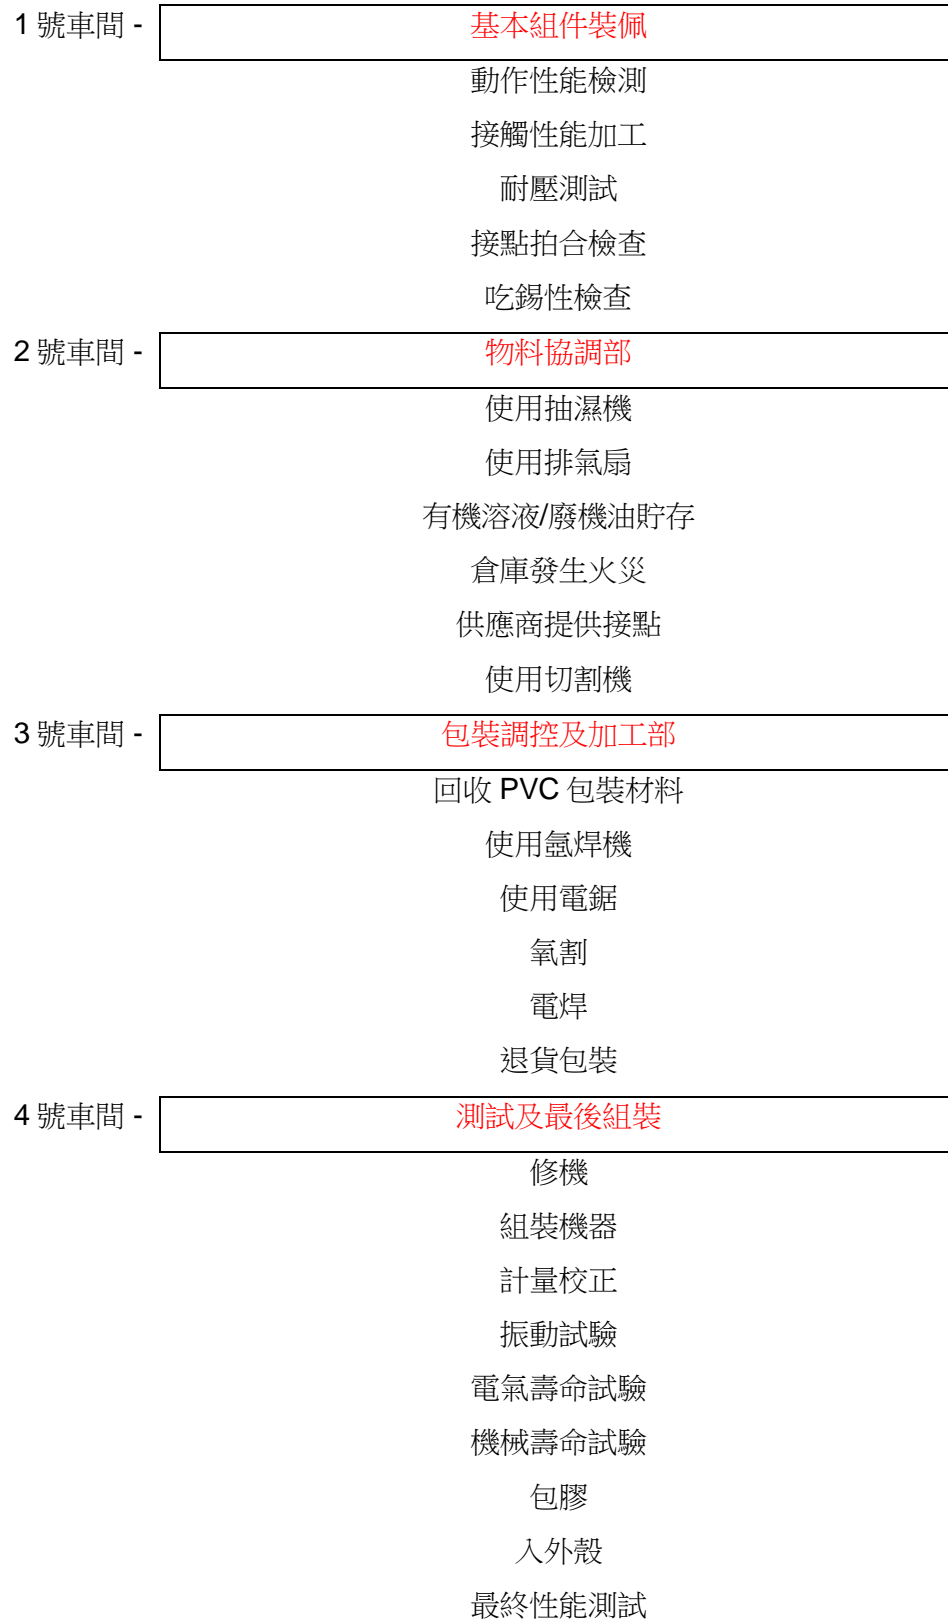 1 號車間 - 基本組件裝佩
動作性能檢測
接觸性能加工
耐壓測試
接點拍合檢查
吃錫性檢查
2 號車間 - 物料協調部
使用抽濕機
使用排氣扇
有機溶液/廢機油貯存
倉庫發生火災
供應商提供接點
使用切割機
3 號車間 - 包裝調控及加工部
回收 PVC 包裝材料
使用氬焊機
使用電鋸
氧割
電焊
退貨包裝
4 號車間 - 測試及最後組裝
修機
組裝機器
計量校正
振動試驗
電氣壽命試驗
機械壽命試驗
包膠
入外殼
最終性能測試